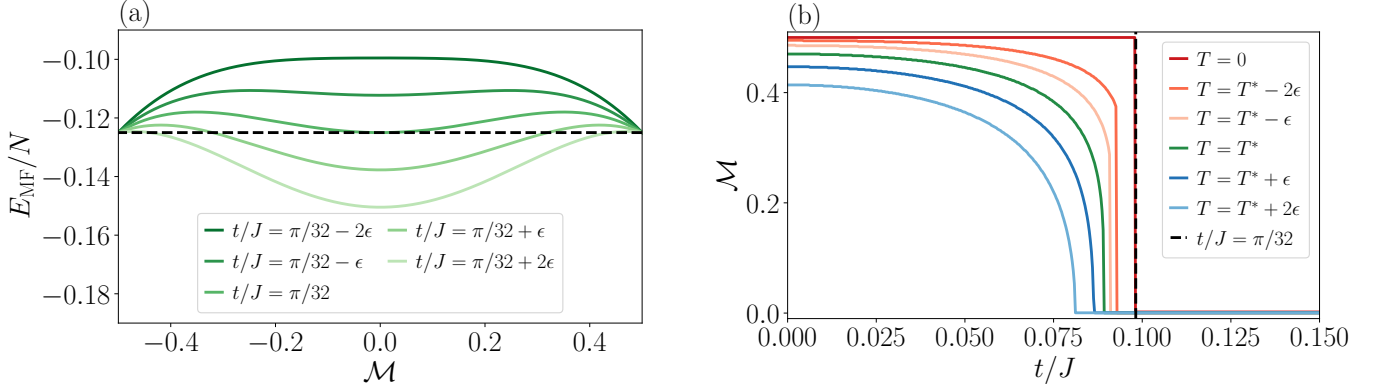 (a)
−0.10
−0.12
−0.14
−0.16
−0.18
E_MF/N
t/J = π/32 − 2ϵ
t/J = π/32 − ϵ
t/J = π/32
t/J = π/32 + ϵ
t/J = π/32 + 2ϵ
−0.4
−0.2
0.0
0.2
0.4
ℳ
(b)
0.4
0.2
0.0
ℳ
T = 0
T = T* − 2ϵ
T = T* − ϵ
T = T*
T = T* + ϵ
T = T* + 2ϵ
t/J = π/32
0.000
0.025
0.050
0.075
0.100
0.125
0.150
t/J